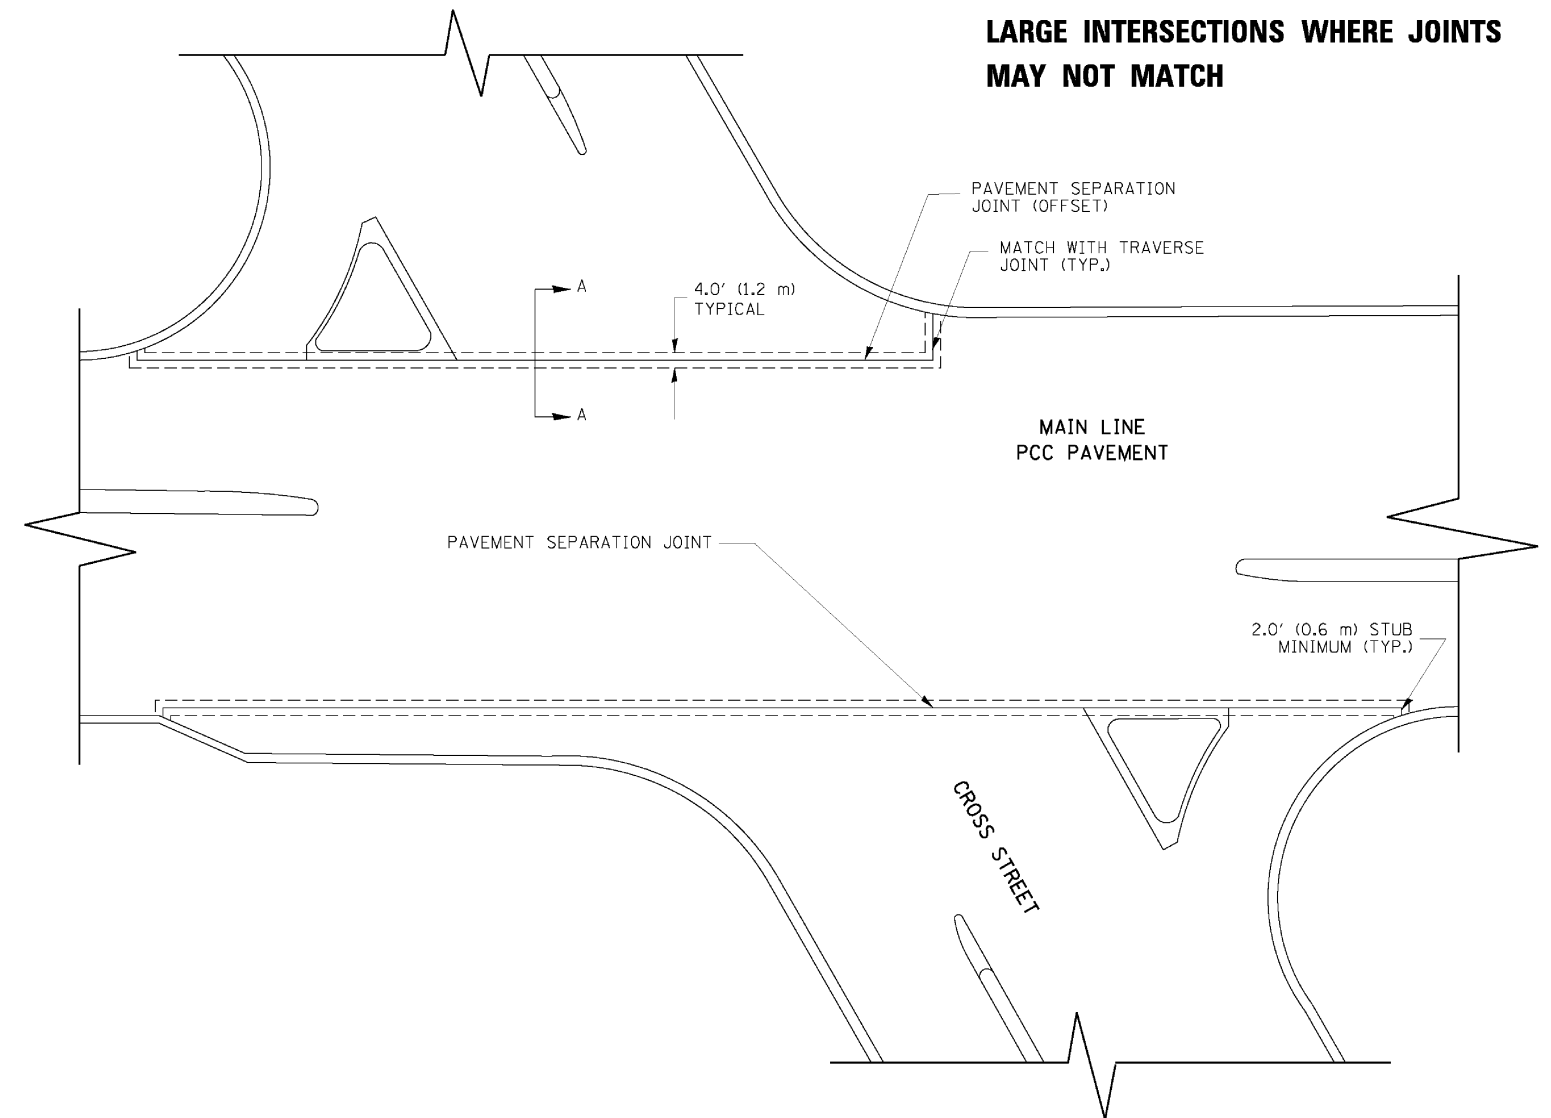 LARGE INTERSECTIONS WHERE JOINTS
MAY NOT MATCH
PAVEMENT SEPARATION
JOINT (OFFSET)
MATCH WITH TRAVERSE
JOINT (TYP.)
A
4.0' (1.2 m)
TYPICAL
A
MAIN LINE
PCC PAVEMENT
PAVEMENT SEPARATION JOINT
2.0' (0.6 m) STUB
MINIMUM (TYP.)
CROSS STREET